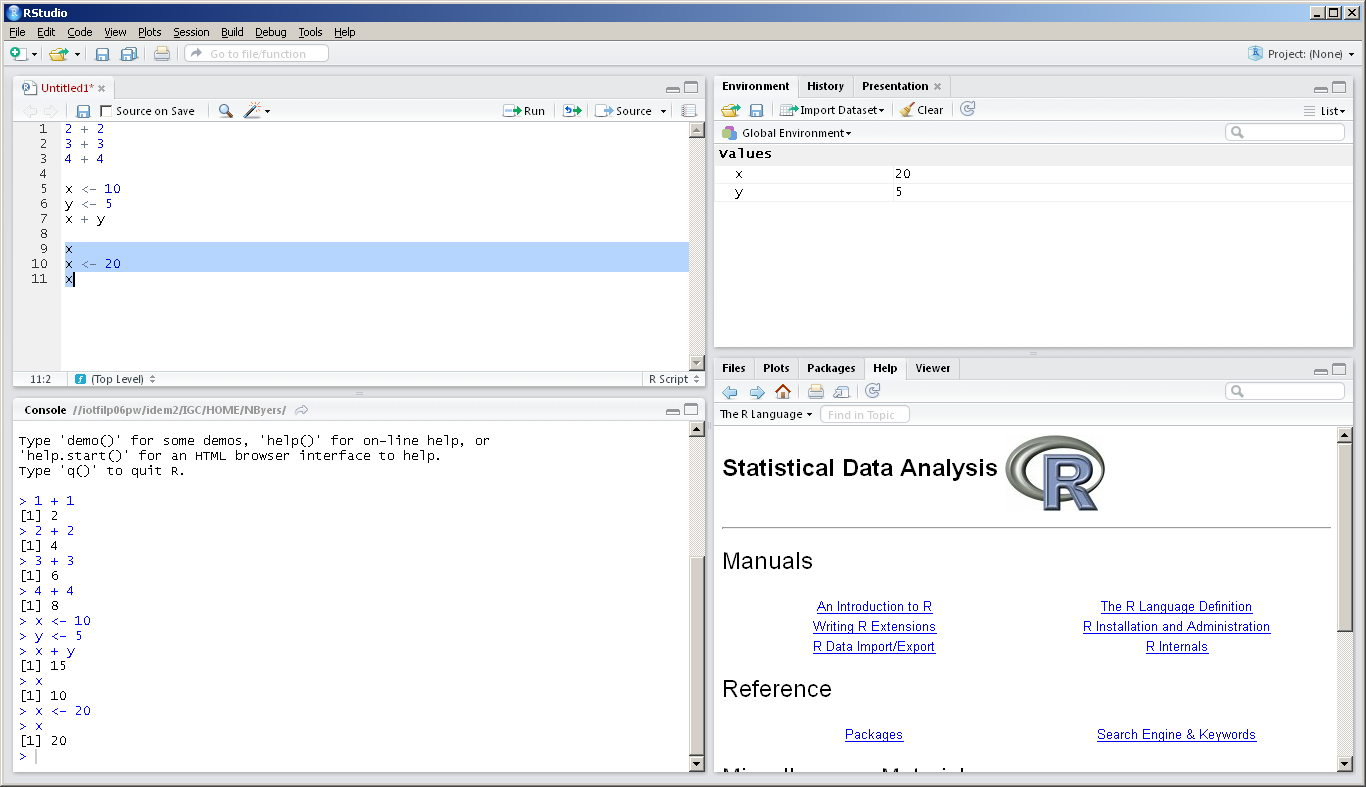 RStudio
File Edit Code View Plots Session Build Debug Tools Help
Go to file/function
Project: (None)
Untitled1*
Source on Save
Run
Source
1 2 + 2
2 3 + 3
3 4 + 4
4
5 x <- 10
6 y <- 5
7 x + y
8
9 x
10 x <- 20
11 x
11:2 (Top Level) R Script
Console //iotfilp06pw/idem2/IGC/HOME/NByers/
Type 'demo()' for some demos, 'help()' for on-line help, or
'help.start()' for an HTML browser interface to help.
Type 'q()' to quit R.
> 1 + 1
[1] 2
> 2 + 2
[1] 4
> 3 + 3
[1] 6
> 4 + 4
[1] 8
> x <- 10
> y <- 5
> x + y
[1] 15
> x
[1] 10
> x <- 20
> x
[1] 20
>
Environment History Presentation
Import Dataset Clear List
Global Environment
Values
x 20
y 5
Files Plots Packages Help Viewer
The R Language Find in Topic
Statistical Data Analysis R
Manuals
An Introduction to R The R Language Definition
Writing R Extensions R Installation and Administration
R Data Import/Export R Internals
Reference
Packages Search Engine & Keywords